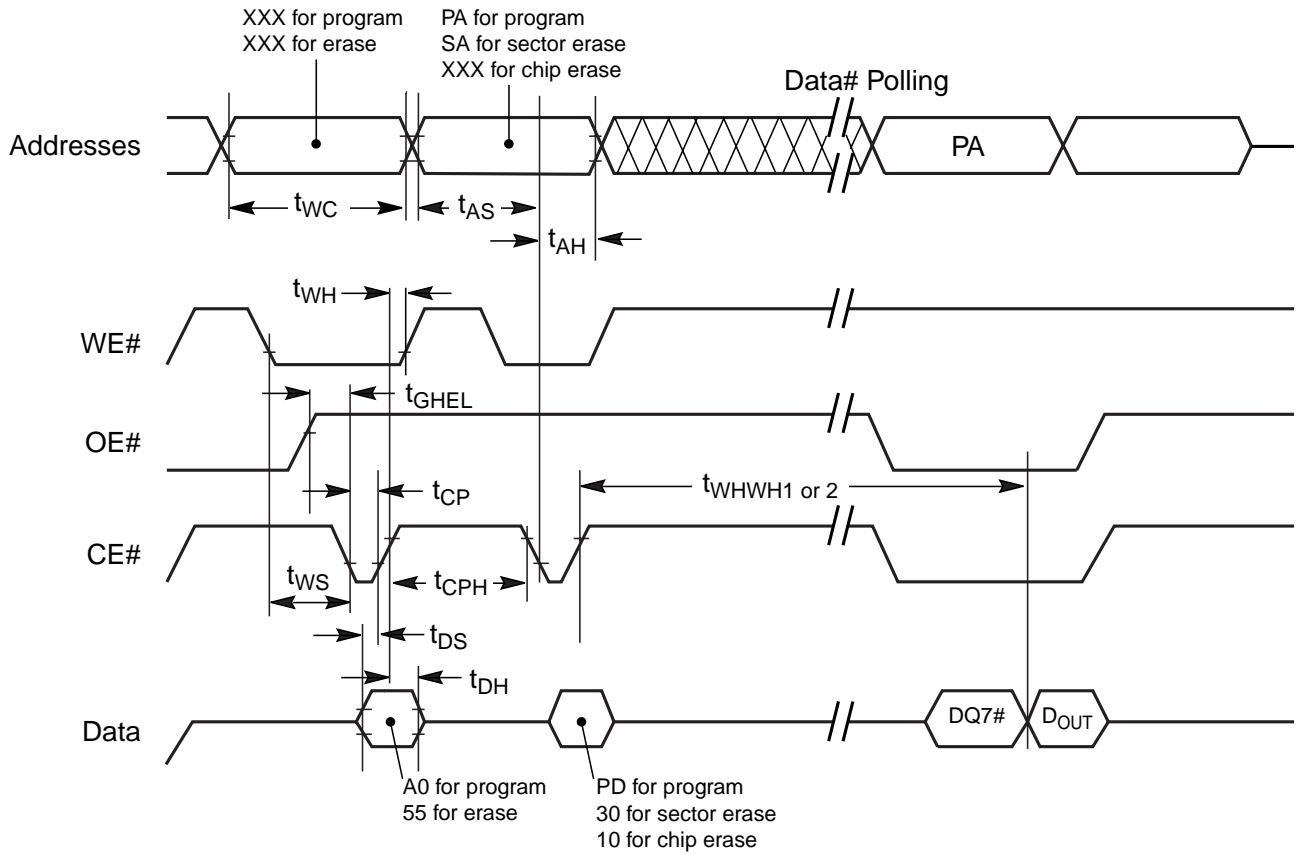 XXX for program
XXX for erase
PA for program
SA for sector erase
XXX for chip erase
Data# Polling
Addresses
PA
tWC
tAS
tAH
tWH
WE#
tGHEL
OE#
tCP
tWHWH1 or 2
CE#
tWS
tCPH
tDS
tDH
Data
DQ7#
DOUT
A0 for program
55 for erase
PD for program
30 for sector erase
10 for chip erase